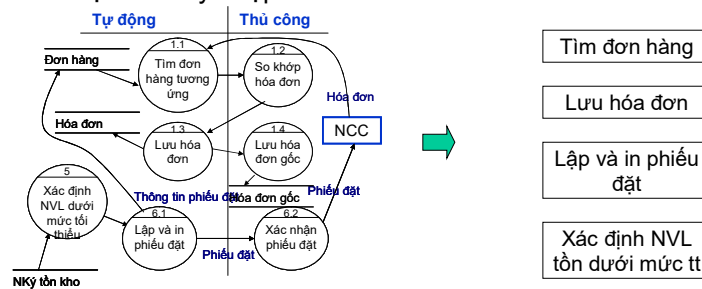 Tự động
Thủ công
Đơn hàng
1.1
Tìm đơn
hàng tương
ứng
1.2
So khớp
hóa đơn
Hóa đơn
Hóa đơn
1.3
Lưu hóa
đơn
1.4
Lưu hóa
đơn gốc
NCC
5
Xác định
NVL dưới
mức tối
thiểu
Thông tin phiếu đặt
Hóa đơn gốc
Phiếu đặt
6.1
Lập và in
phiếu đặt
Phiếu đặt
6.2
Xác nhận
phiếu đặt
NKý tồn kho
Tìm đơn hàng
Lưu hóa đơn
Lập và in phiếu
đặt
Xác định NVL
tồn dưới mức tt